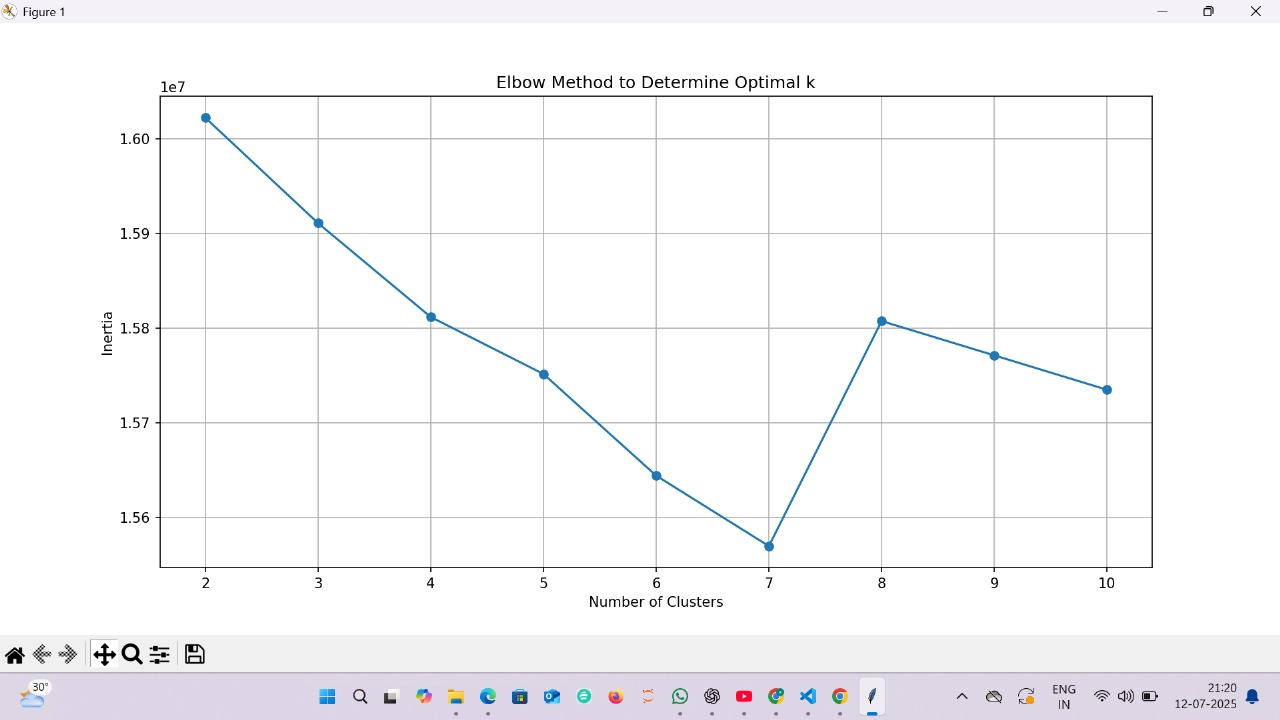 Figure 1
Elbow Method to Determine Optimal k
1e7
1.60
1.59
1.58
1.57
1.56
Inertia
2 3 4 5 6 7 8 9 10
Number of Clusters
30°
ENG
IN
21:20
12-07-2025